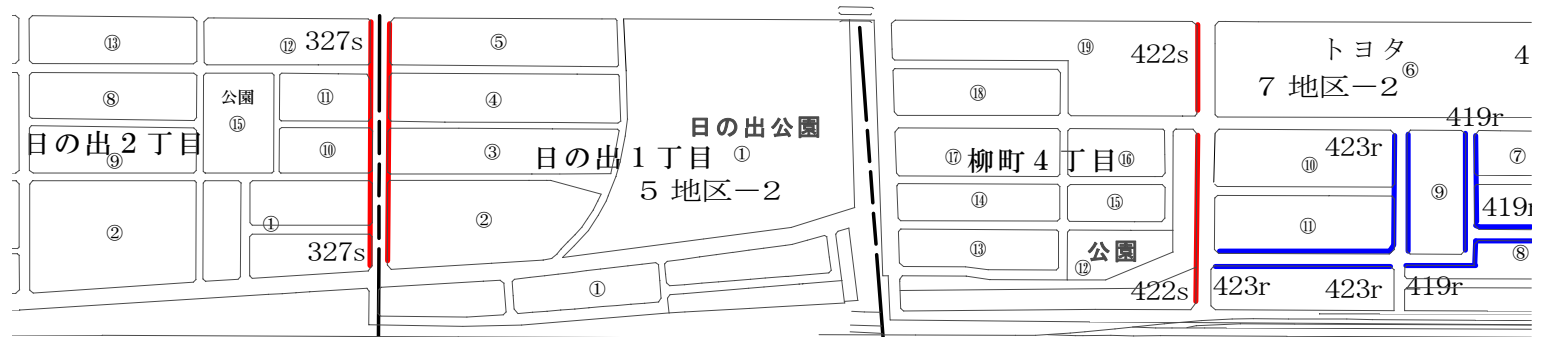 ⑬
⑫ 327s
⑤
⑲
422s
トヨタ
7 地区－2
⑥
4
⑧
公園
⑮
⑪
④
⑱
419r
日の出２丁目
⑨
⑩
③
日の出１丁目
日の出公園
①
5 地区－2
⑰
柳町４丁目
⑯
⑩
423r
⑨
⑦
②
①
327s
②
⑭
⑮
⑪
419r
⑬
公園
⑫
422s
423r
423r
419r
⑧
①